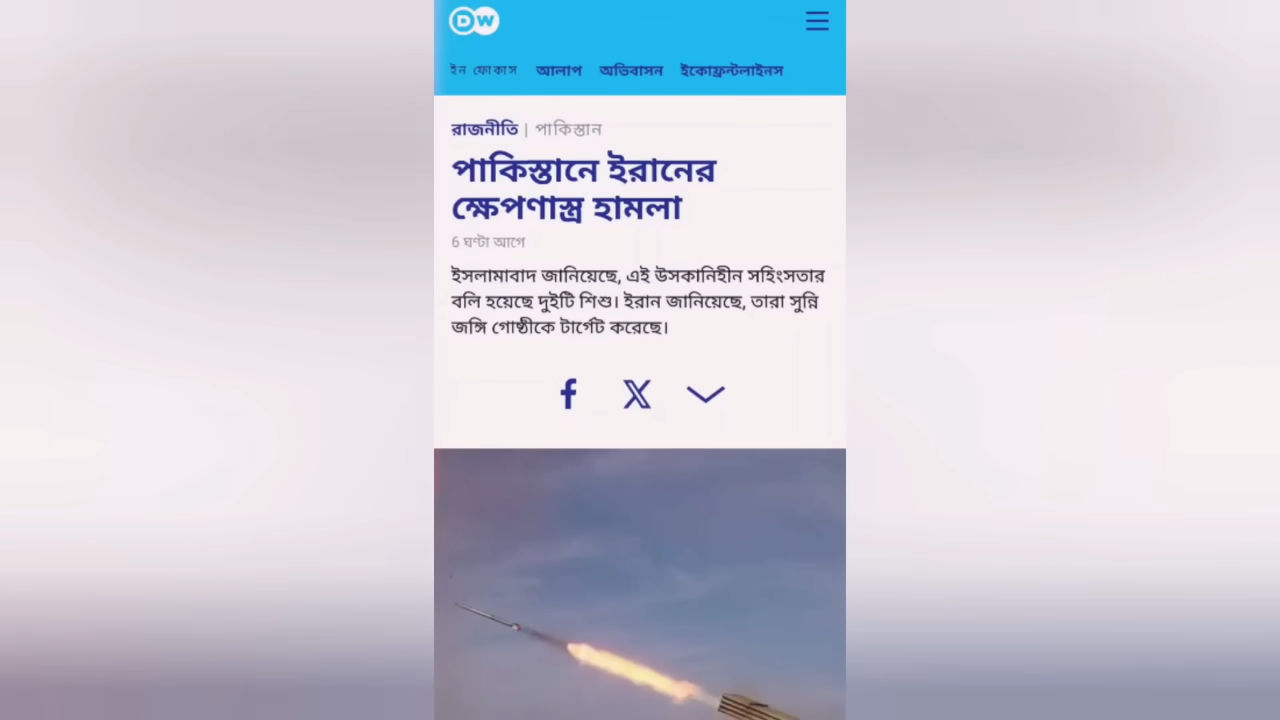 DW
ইন ফোকাস আলাপ অভিবাসন ইকোফ্রন্টলাইনস
রাজনীতি | পাকিস্তান
পাকিস্তানে ইরানের
ক্ষেপণাস্ত্র হামলা
6 ঘণ্টা আগে
ইসলামাবাদ জানিয়েছে, এই উসকানিহীন সহিংসতার
বলি হয়েছে দুইটি শিশু। ইরান জানিয়েছে, তারা সুন্নি
জঙ্গি গোষ্ঠীকে টার্গেট করেছে।